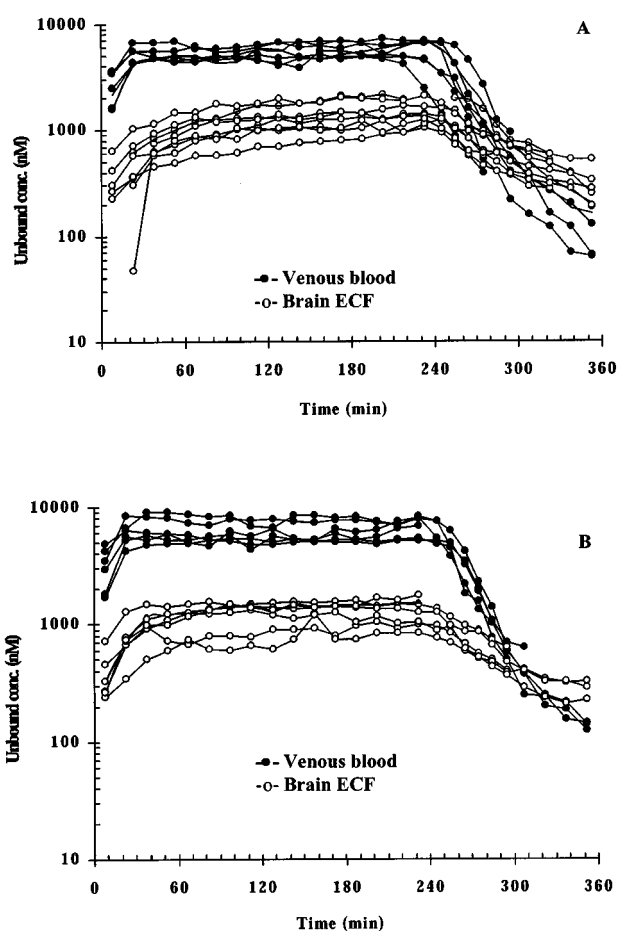 A
10000
1000
100
10
Unbound conc. (nM)
-●- Venous blood
-○- Brain ECF
0 60 120 180 240 300 360
Time (min)
B
10000
1000
100
10
Unbound conc. (nM)
-●- Venous blood
-○- Brain ECF
0 60 120 180 240 300 360
Time (min)